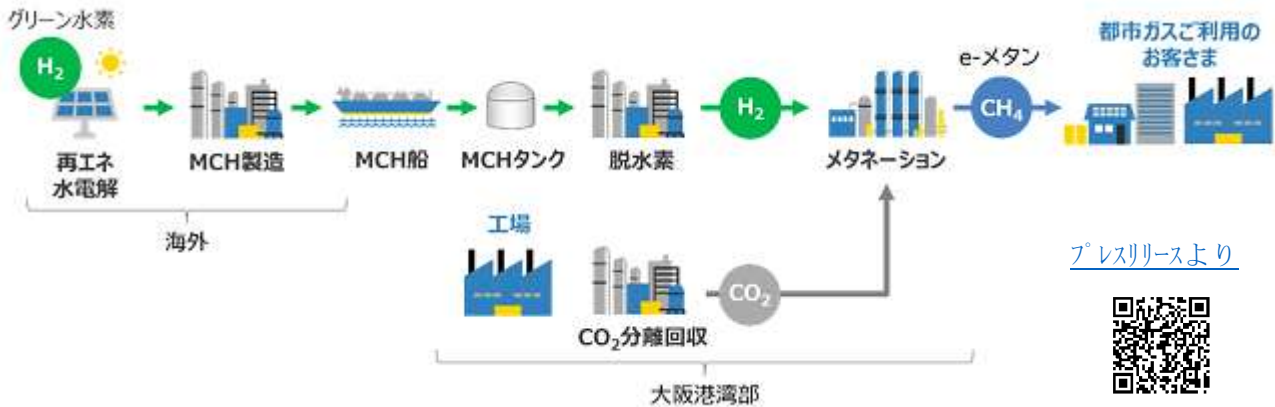 グリーン水素
H₂
再エネ
水電解
MCH製造
MCH船
MCHタンク
脱水素
H₂
メタネーション
e-メタン
CH₄
都市ガスご利用の
お客さま
海外
工場
CO₂分離回収
CO₂
大阪港湾部
プレスリリースより